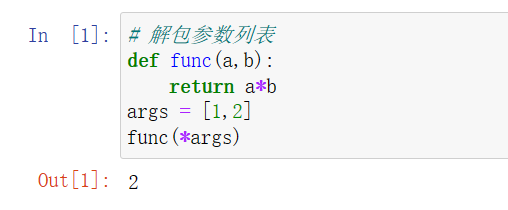 In [1]: # 解包参数列表
def func(a,b):
    return a*b
args = [1,2]
func(*args)
Out[1]: 2